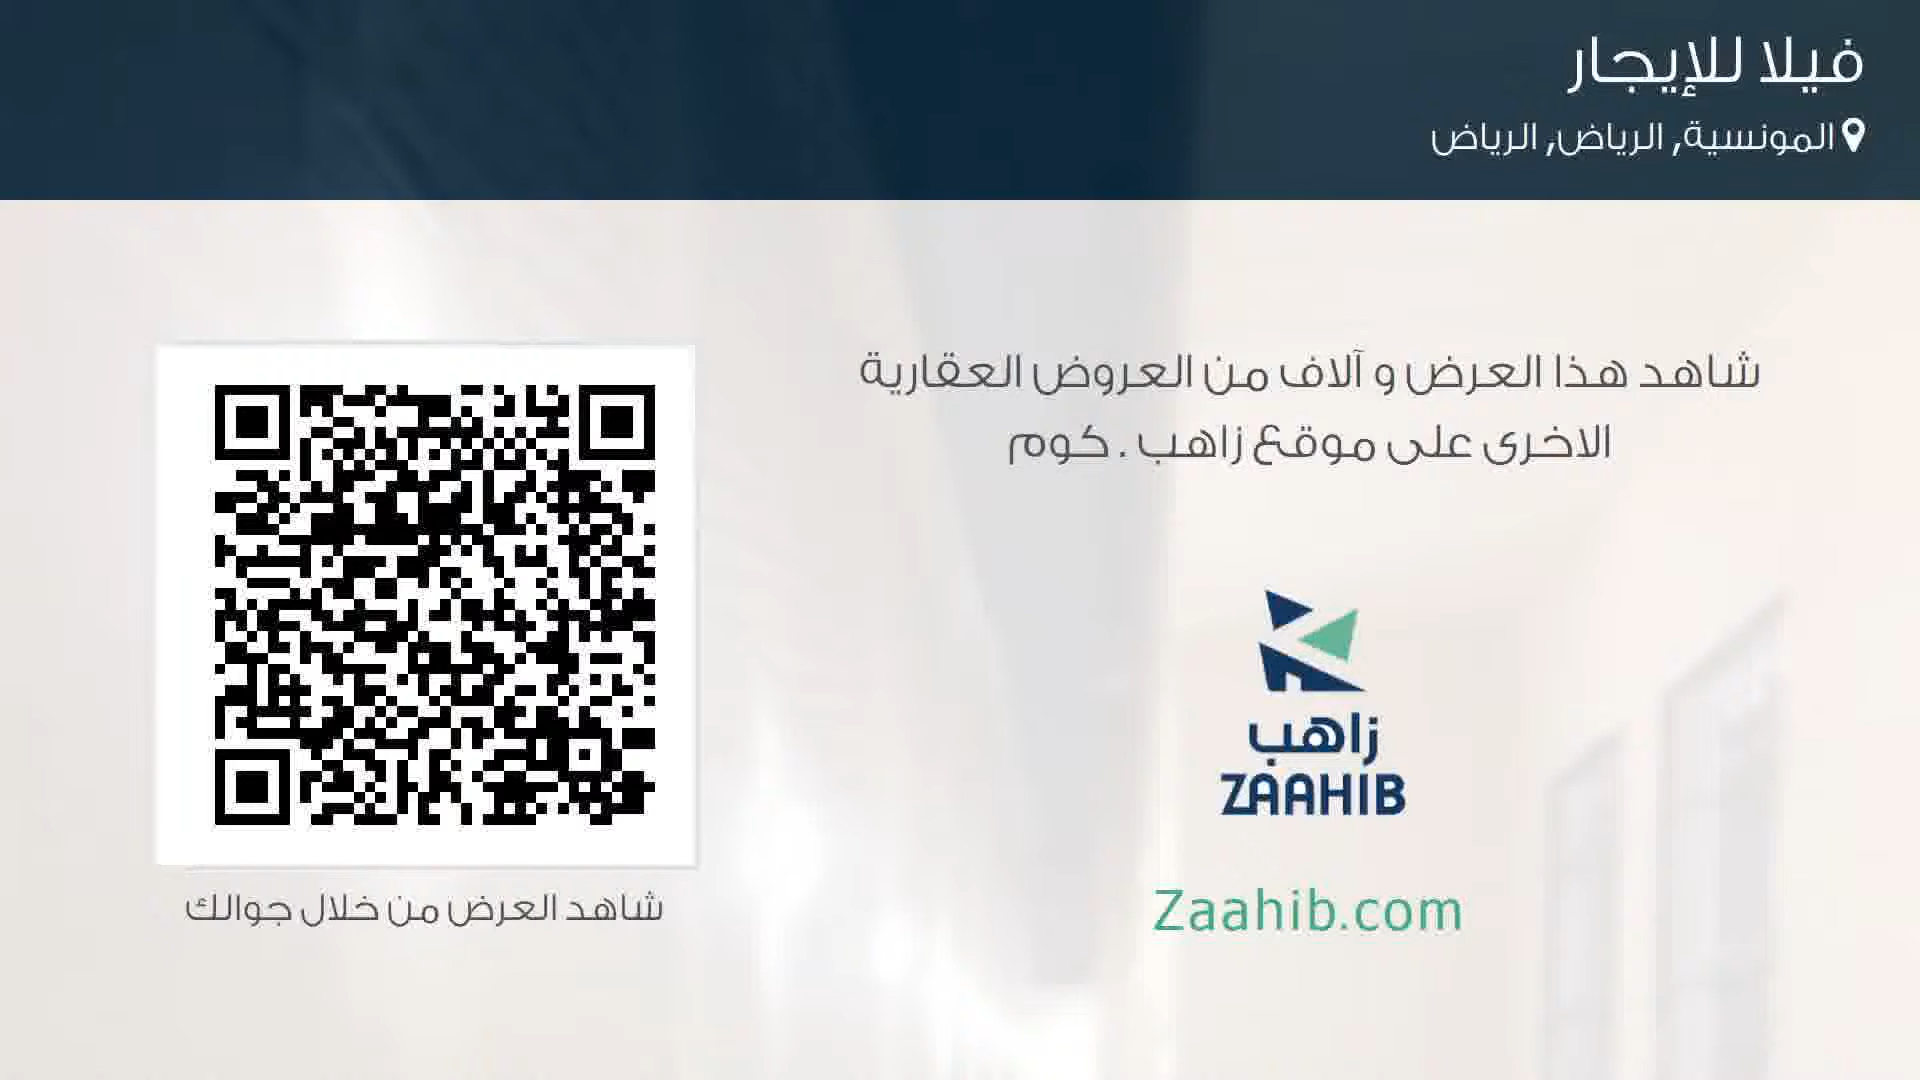 فيلا للإيجار
المونسية, الرياض, الرياض
شاهد هذا العرض و آلاف من العروض العقارية
الاخرى على موقع زاهب . كوم
زاهب
ZAAHIB
Zaahib.com
شاهد العرض من خلال جوالك